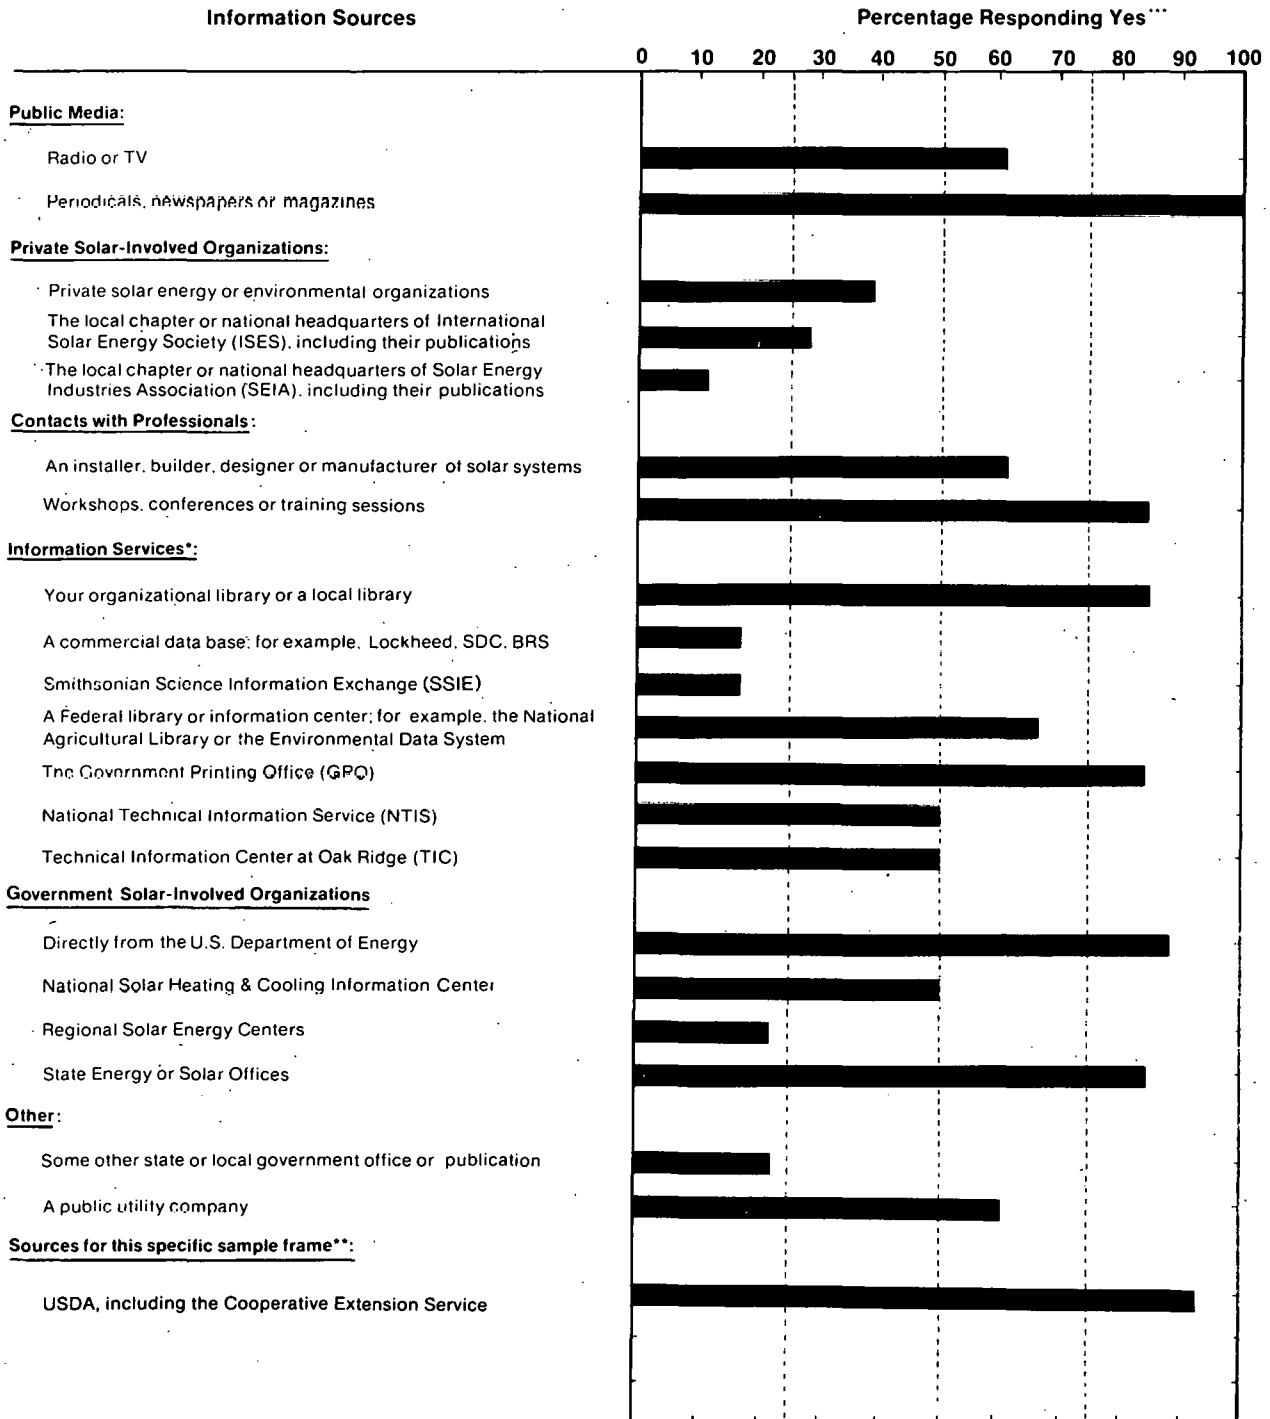 Information Sources
Percentage Responding Yes***
0 10 20 30 40 50 60 70 80 90 100
Public Media:
Radio or TV
Periodicals, newspapers or magazines
Private Solar-Involved Organizations:
Private solar energy or environmental organizations
The local chapter or national headquarters of International
Solar Energy Society (ISES), including their publications
The local chapter or national headquarters of Solar Energy
Industries Association (SEIA), including their publications
Contacts with Professionals:
An installer, builder, designer or manufacturer of solar systems
Workshops, conferences or training sessions
Information Services*:
Your organizational library or a local library
A commercial data base; for example, Lockheed, SDC, BRS
Smithsonian Science Information Exchange (SSIE)
A Federal library or information center; for example, the National
Agricultural Library or the Environmental Data System
The Government Printing Office (GPO)
National Technical Information Service (NTIS)
Technical Information Center at Oak Ridge (TIC)
Government Solar-Involved Organizations
Directly from the U.S. Department of Energy
National Solar Heating & Cooling Information Center
Regional Solar Energy Centers
State Energy or Solar Offices
Other:
Some other state or local government office or publication
A public utility company
Sources for this specific sample frame**:
USDA, including the Cooperative Extension Service